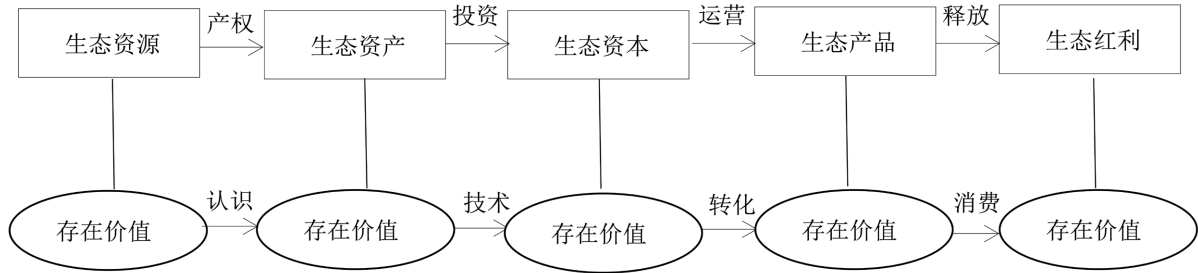 生态资源 产权 生态资产 投资 生态资本 运营 生态产品 释放 生态红利
存在价值 认识 存在价值 技术 存在价值 转化 存在价值 消费 存在价值